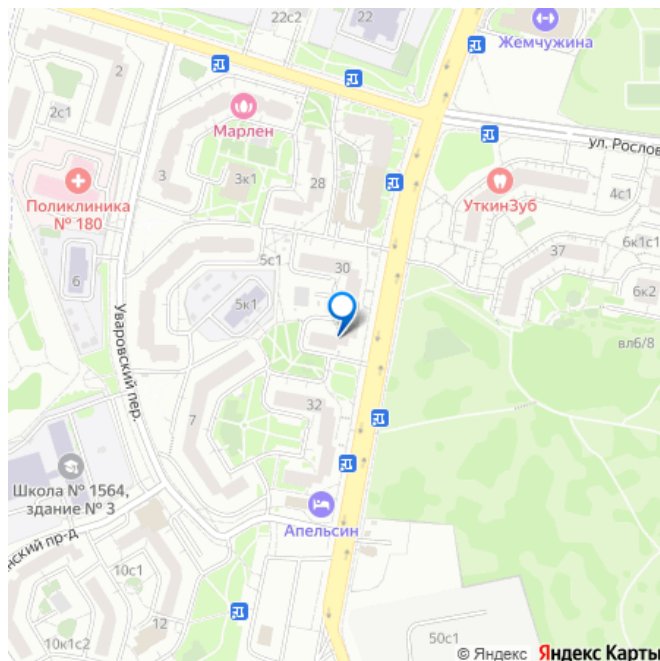 22с2
22
Жемчужина
2
2с1
Марлен
ул. Рослов
3
3к1
28
УткинЗуб
4с1
Поликлиника
№ 180
5с1
30
37
6к1с1
6
5к1
6к2
вл6/8
Уваровский пер.
7
32
Школа № 1564,
здание № 3
Апельсин
нский пр-д
10с1
12
10к1с2
50с1
© Яндекс Яндекс Карты